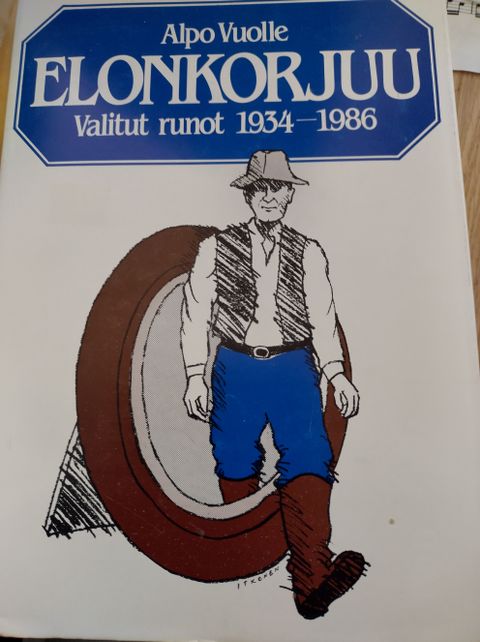 Alpo Vuolle
ELONKORJUU
Valitut runot 1934–1986